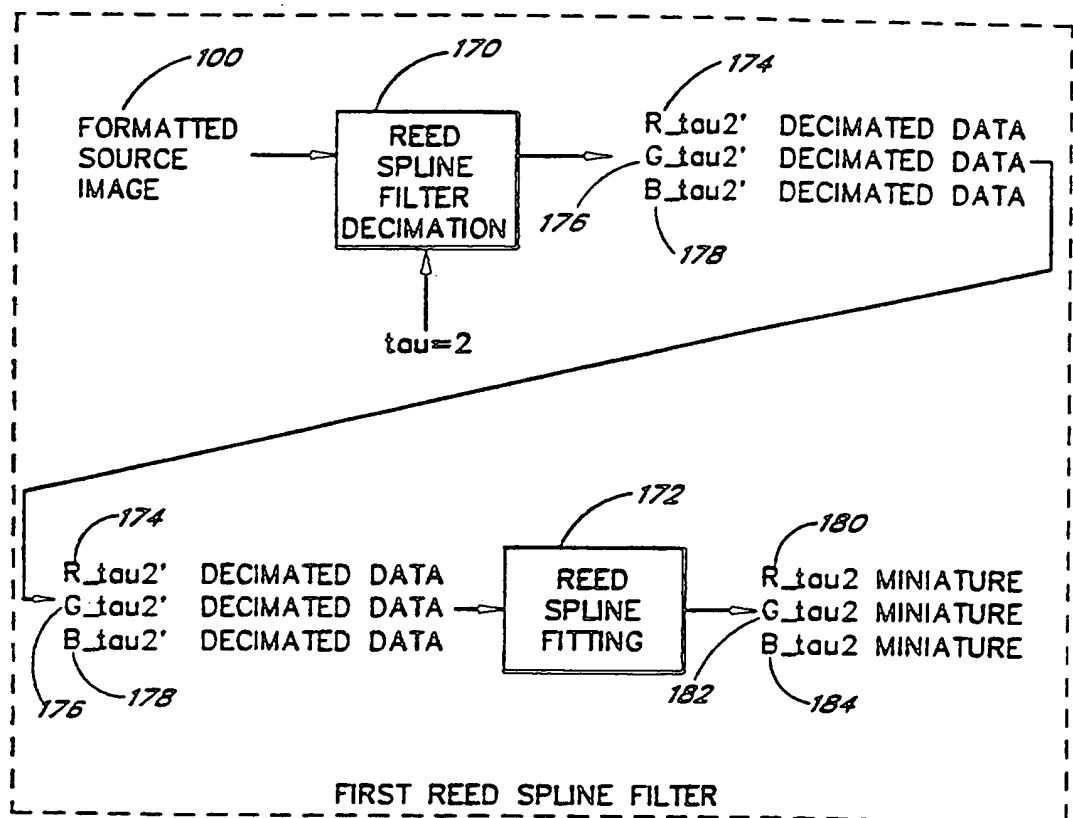 100
170
174
FORMATTED
SOURCE
IMAGE
REED
SPLINE
FILTER
DECIMATION
R_tau2' DECIMATED DATA
G_tau2' DECIMATED DATA
B_tau2' DECIMATED DATA
176
178
tau=2
174
172
180
R_tau2' DECIMATED DATA
G_tau2' DECIMATED DATA
B_tau2' DECIMATED DATA
REED
SPLINE
FITTING
R_tau2 MINIATURE
G_tau2 MINIATURE
B_tau2 MINIATURE
176
178
182
184
FIRST REED SPLINE FILTER